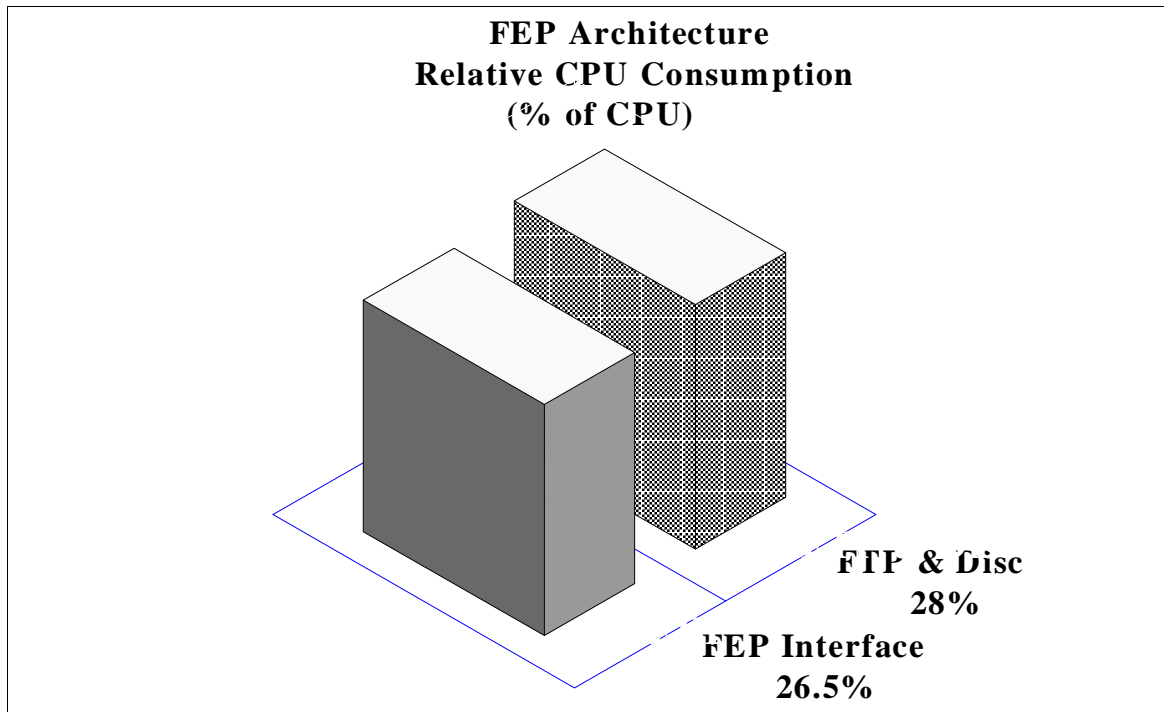 FEP Architecture
Relative CPU Consumption
(% of CPU)
FTP & Disc
28%
FEP Interface
26.5%